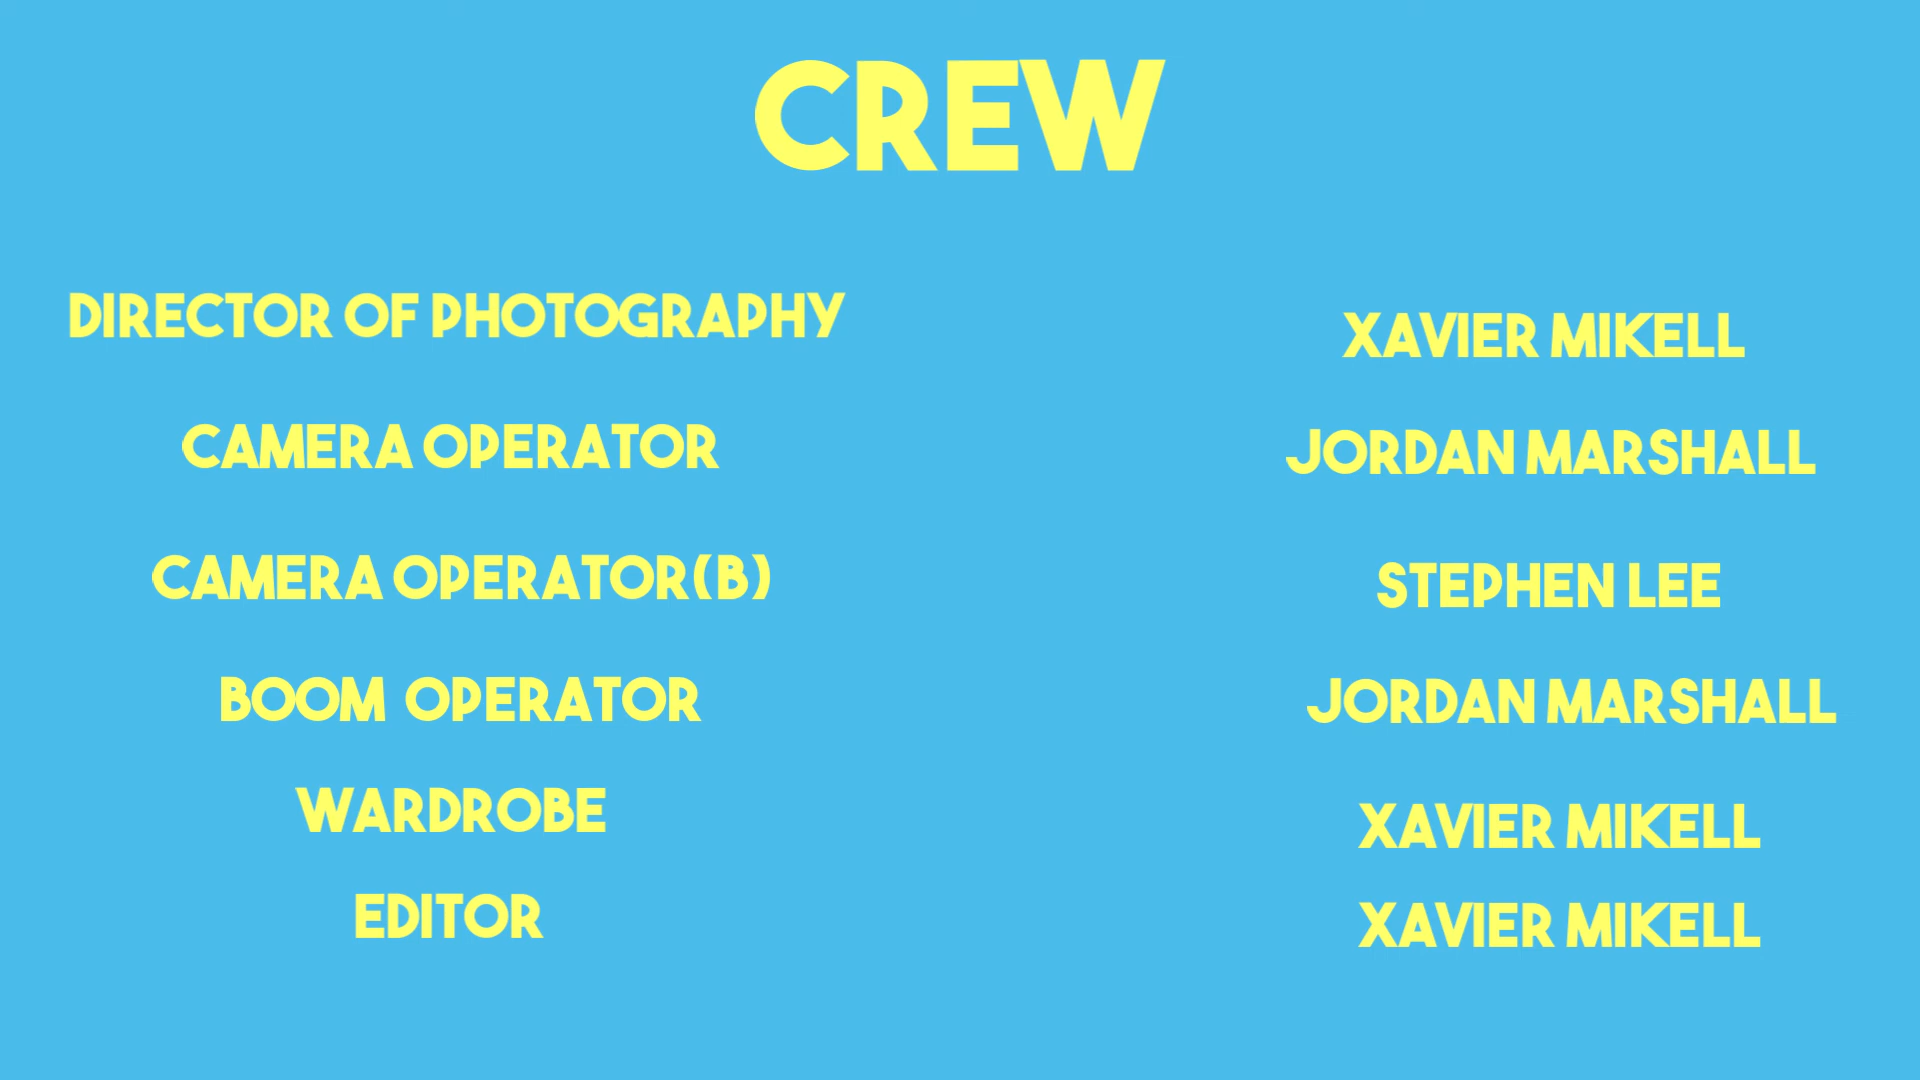 CREW
DIRECTOR OF PHOTOGRAPHY XAVIER MIKELL
CAMERA OPERATOR JORDAN MARSHALL
CAMERA OPERATOR(B) STEPHEN LEE
BOOM OPERATOR JORDAN MARSHALL
WARDROBE XAVIER MIKELL
EDITOR XAVIER MIKELL